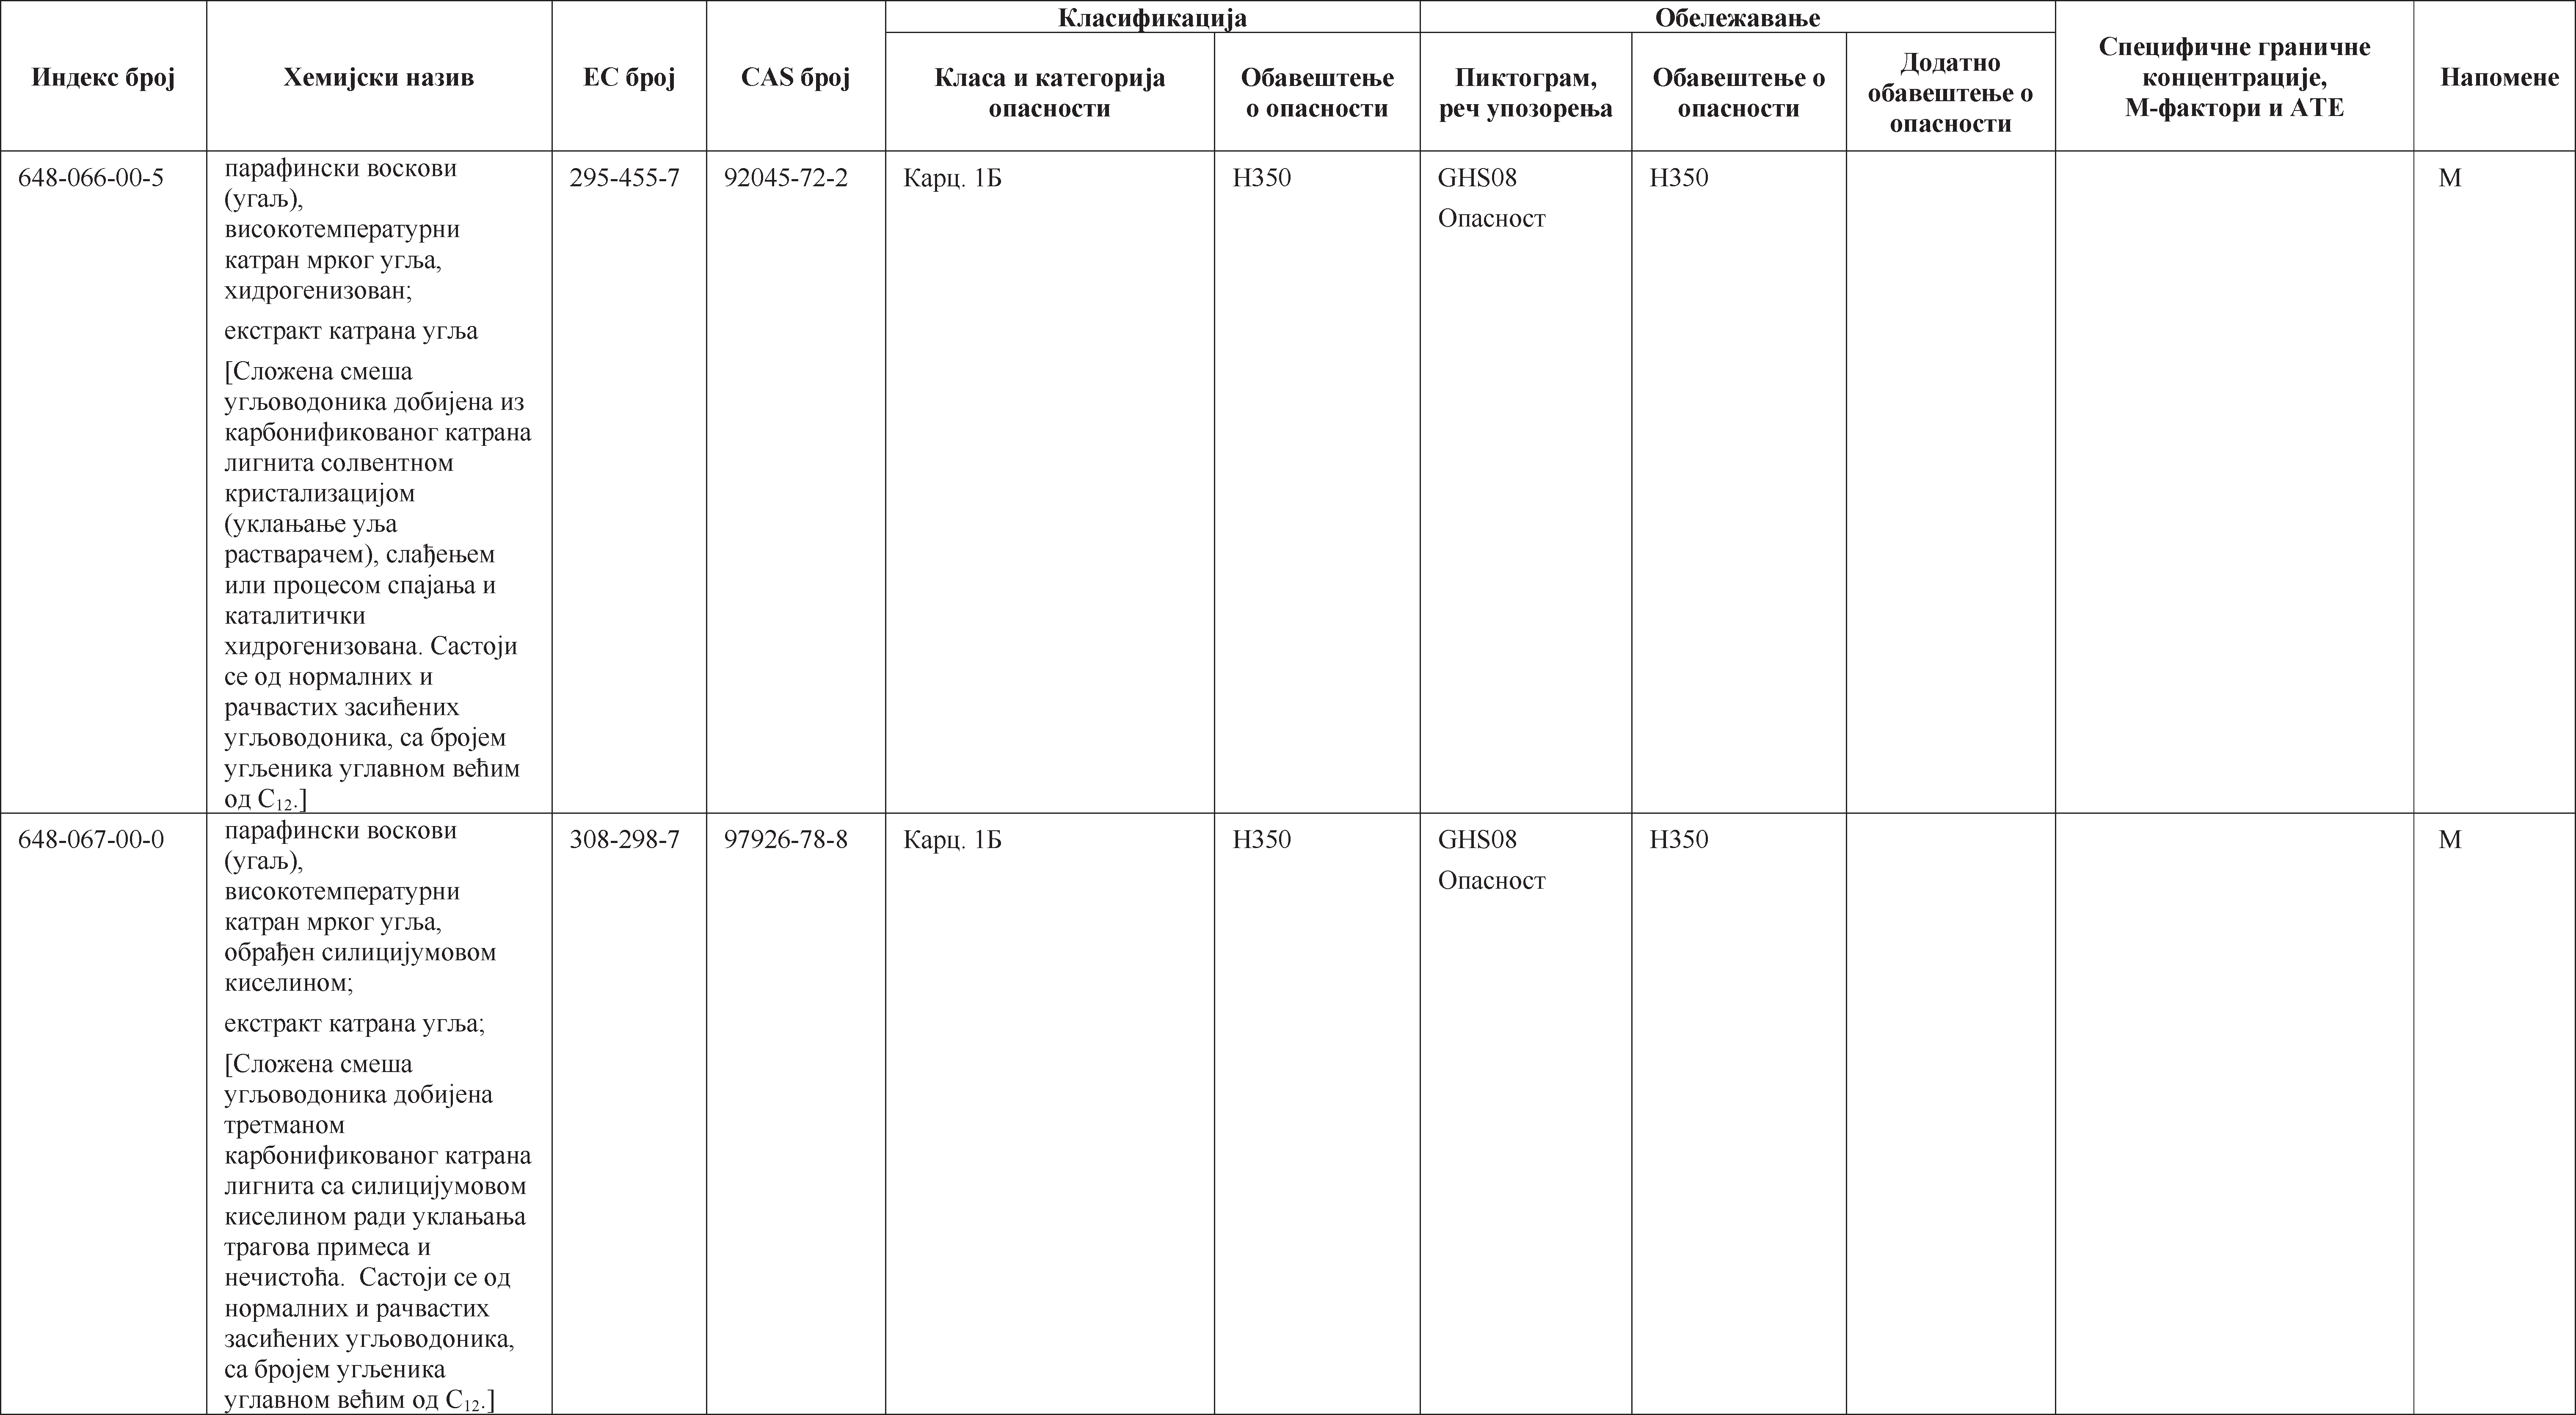 Класификација
Обележавање
Индекс број
Хемијски назив
ЕС број
CAS број
Класа и категорија
опасности
Обавештење
о опасности
Пиктограм,
реч упозорења
Обавештење о
опасности
Додатно
обавештење о
опасности
Специфичне граничне
концентрације,
М-фактори и АТЕ
Напомене
648-066-00-5
парафински воскови
(угаљ),
високотемпературни
катран мрког угља,
хидрогенизован;
екстракт катрана угља
[Сложена смеша
угљоводоника добијена из
карбонификованог катрана
лигнита солвентном
кристализацијом
(уклањање уља
растварачем), слађењем
или процесом спајања и
каталитички
хидрогенизована. Састоји
се од нормалних и
рачвастих засићених
угљоводоника, са бројем
угљеника углавном већим
од C₁₂.]
295-455-7
92045-72-2
Карц. 1Б
H350
GHS08
Опасност
H350
M
648-067-00-0
парафински воскови
(угаљ),
високотемпературни
катран мрког угља,
обрађен силицијумовом
киселином;
екстракт катрана угља;
[Сложена смеша
угљоводоника добијена
третманом
карбонификованог катрана
лигнита са силицијумовом
киселином ради уклањања
трагова примеса и
нечистоћа.  Састоји се од
нормалних и рачвастих
засићених угљоводоника,
са бројем угљеника
углавном већим од C₁₂.]
308-298-7
97926-78-8
Карц. 1Б
H350
GHS08
Опасност
H350
M